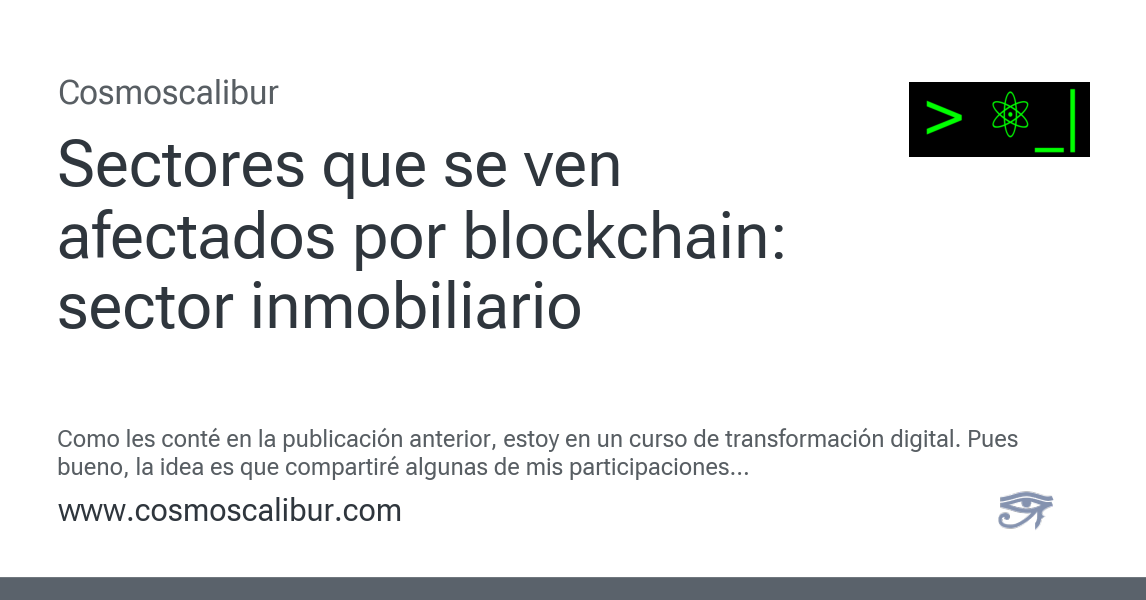 Cosmoscalibur
> ⚛_|
Sectores que se ven
afectados por blockchain:
sector inmobiliario
Como les conté en la publicación anterior, estoy en un curso de transformación digital. Pues
bueno, la idea es que compartiré algunas de mis participaciones...
www.cosmoscalibur.com